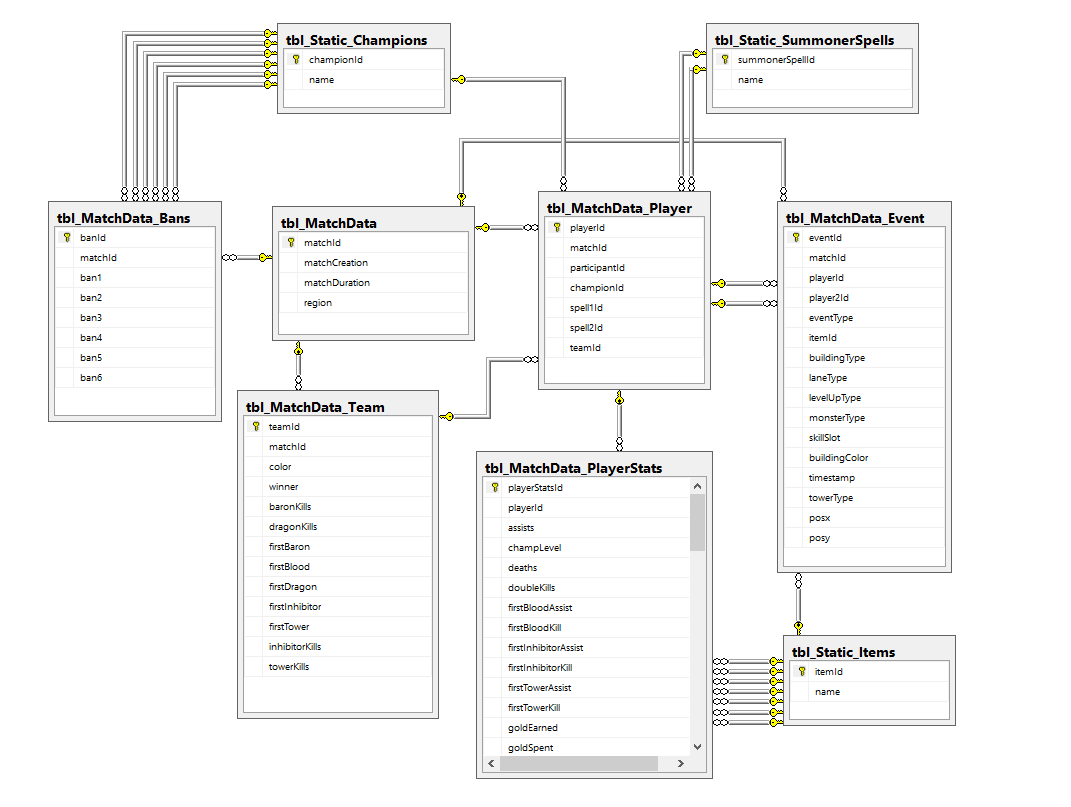 tbl_Static_Champions
championId
name
tbl_Static_SummonerSpells
summonerSpellId
name
tbl_MatchData_Bans
banId
matchId
ban1
ban2
ban3
ban4
ban5
ban6
tbl_MatchData
matchId
matchCreation
matchDuration
region
tbl_MatchData_Player
playerId
matchId
participantId
championId
spell1Id
spell2Id
teamId
tbl_MatchData_Event
eventId
matchId
playerId
player2Id
eventType
itemId
buildingType
laneType
levelUpType
monsterType
skillSlot
buildingColor
timestamp
towerType
posx
posy
tbl_MatchData_Team
teamId
matchId
color
winner
baronKills
dragonKills
firstBaron
firstBlood
firstDragon
firstInhibitor
firstTower
inhibitorKills
towerKills
tbl_MatchData_PlayerStats
playerStatsId
playerId
assists
champLevel
deaths
doubleKills
firstBloodAssist
firstBloodKill
firstInhibitorAssist
firstInhibitorKill
firstTowerAssist
firstTowerKill
goldEarned
goldSpent
tbl_Static_Items
itemId
name